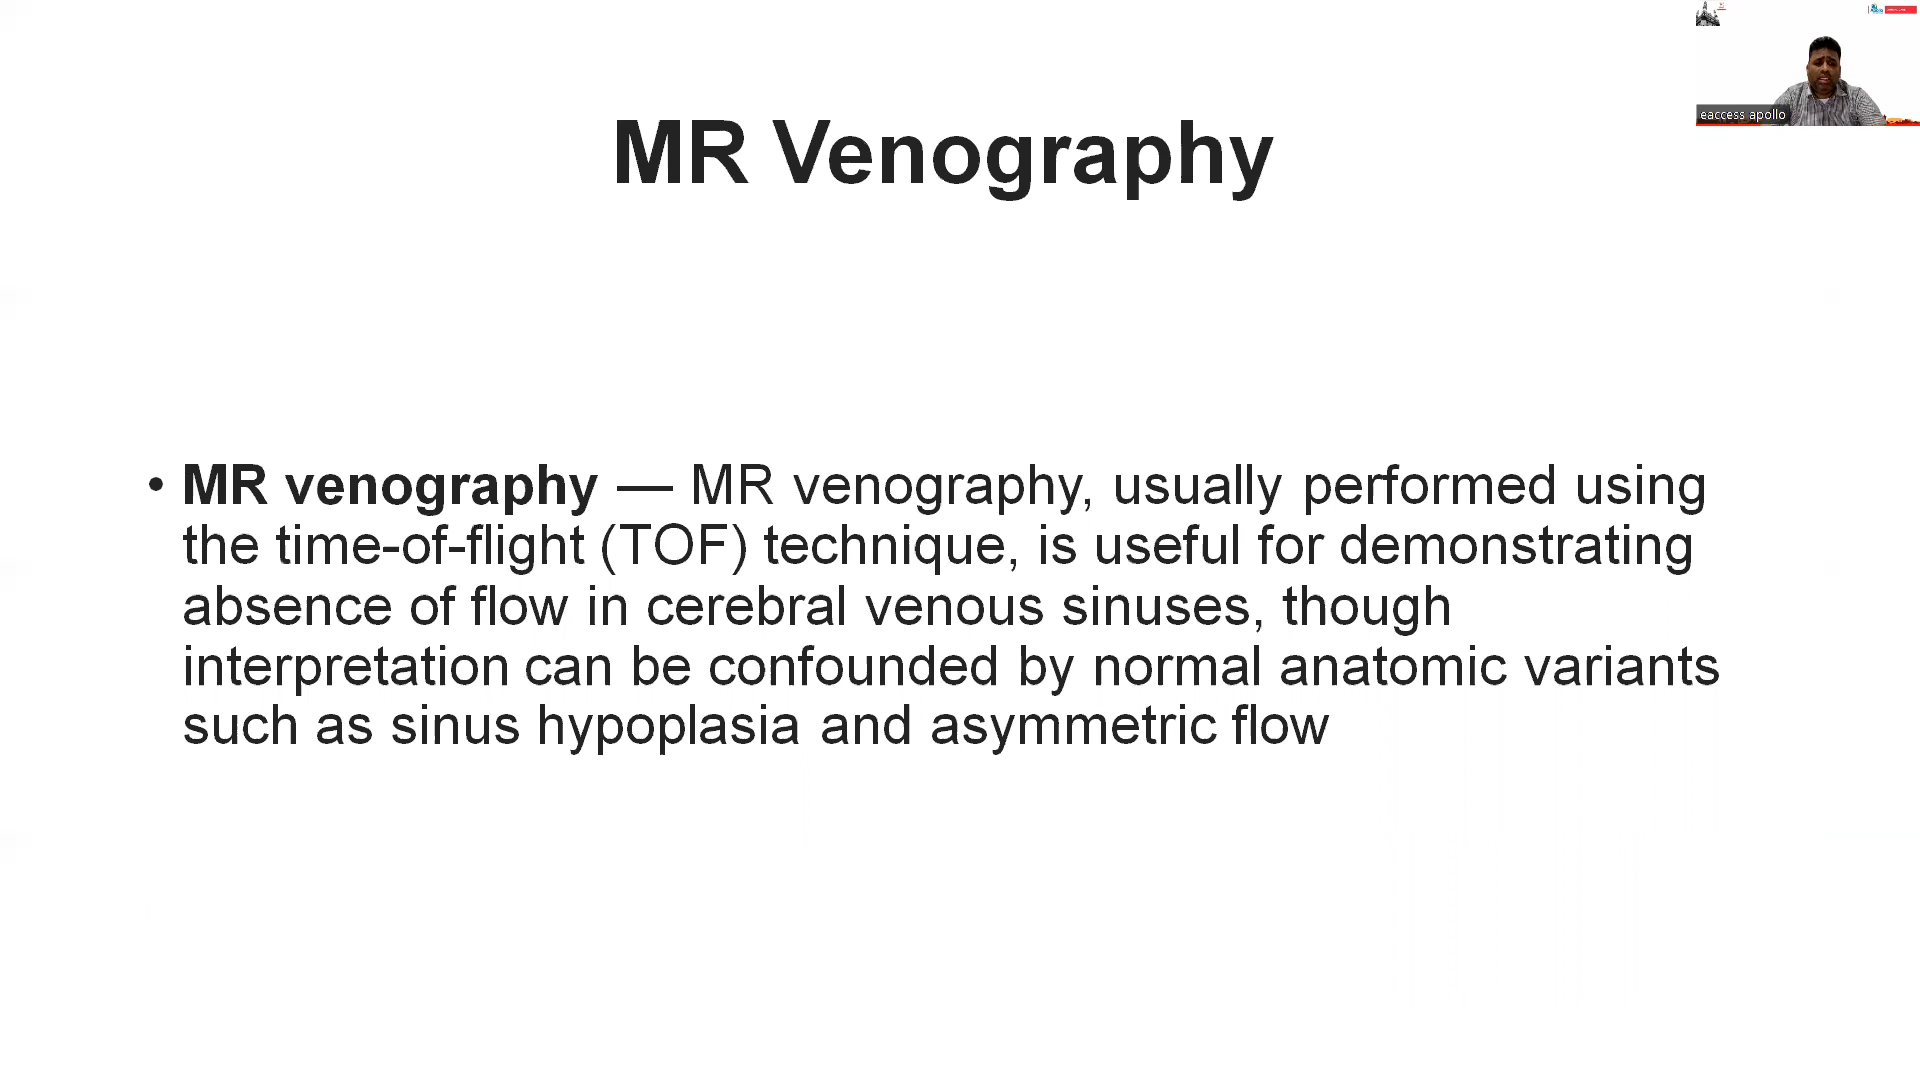 eaccess apollo
MR Venography
• MR venography — MR venography, usually performed using
the time-of-flight (TOF) technique, is useful for demonstrating
absence of flow in cerebral venous sinuses, though
interpretation can be confounded by normal anatomic variants
such as sinus hypoplasia and asymmetric flow